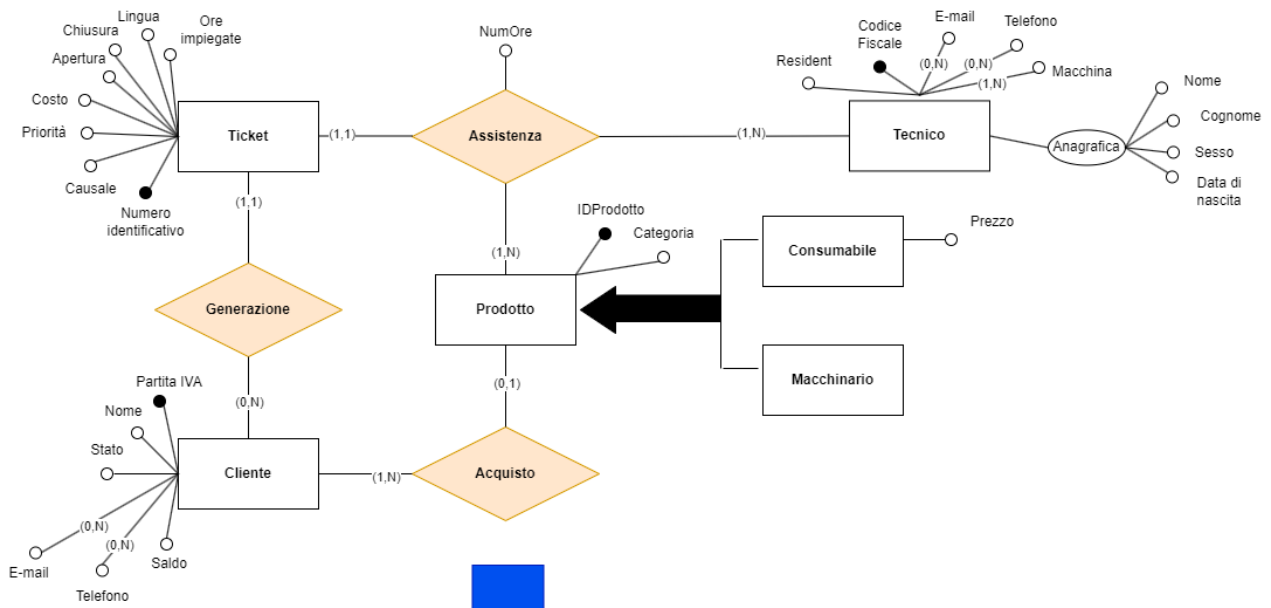 Lingua
Chiusura
Ore
impiegate
Apertura
Costo
Priorità
Causale
Numero
identificativo
Ticket
(1,1)
NumOre
Assistenza
(1,N)
Resident
Codice
Fiscale
E-mail
(0,N)
Telefono
(0,N)
Macchina
(1,N)
Tecnico
Anagrafica
Nome
Cognome
Sesso
Data di
nascita
(1,1)
Generazione
(0,N)
(1,N)
IDProdotto
Categoria
Prodotto
Consumabile
Prezzo
Macchinario
(0,1)
Partita IVA
Nome
Stato
Cliente
(1,N)
Acquisto
(0,N)
E-mail
(0,N)
Telefono
Saldo